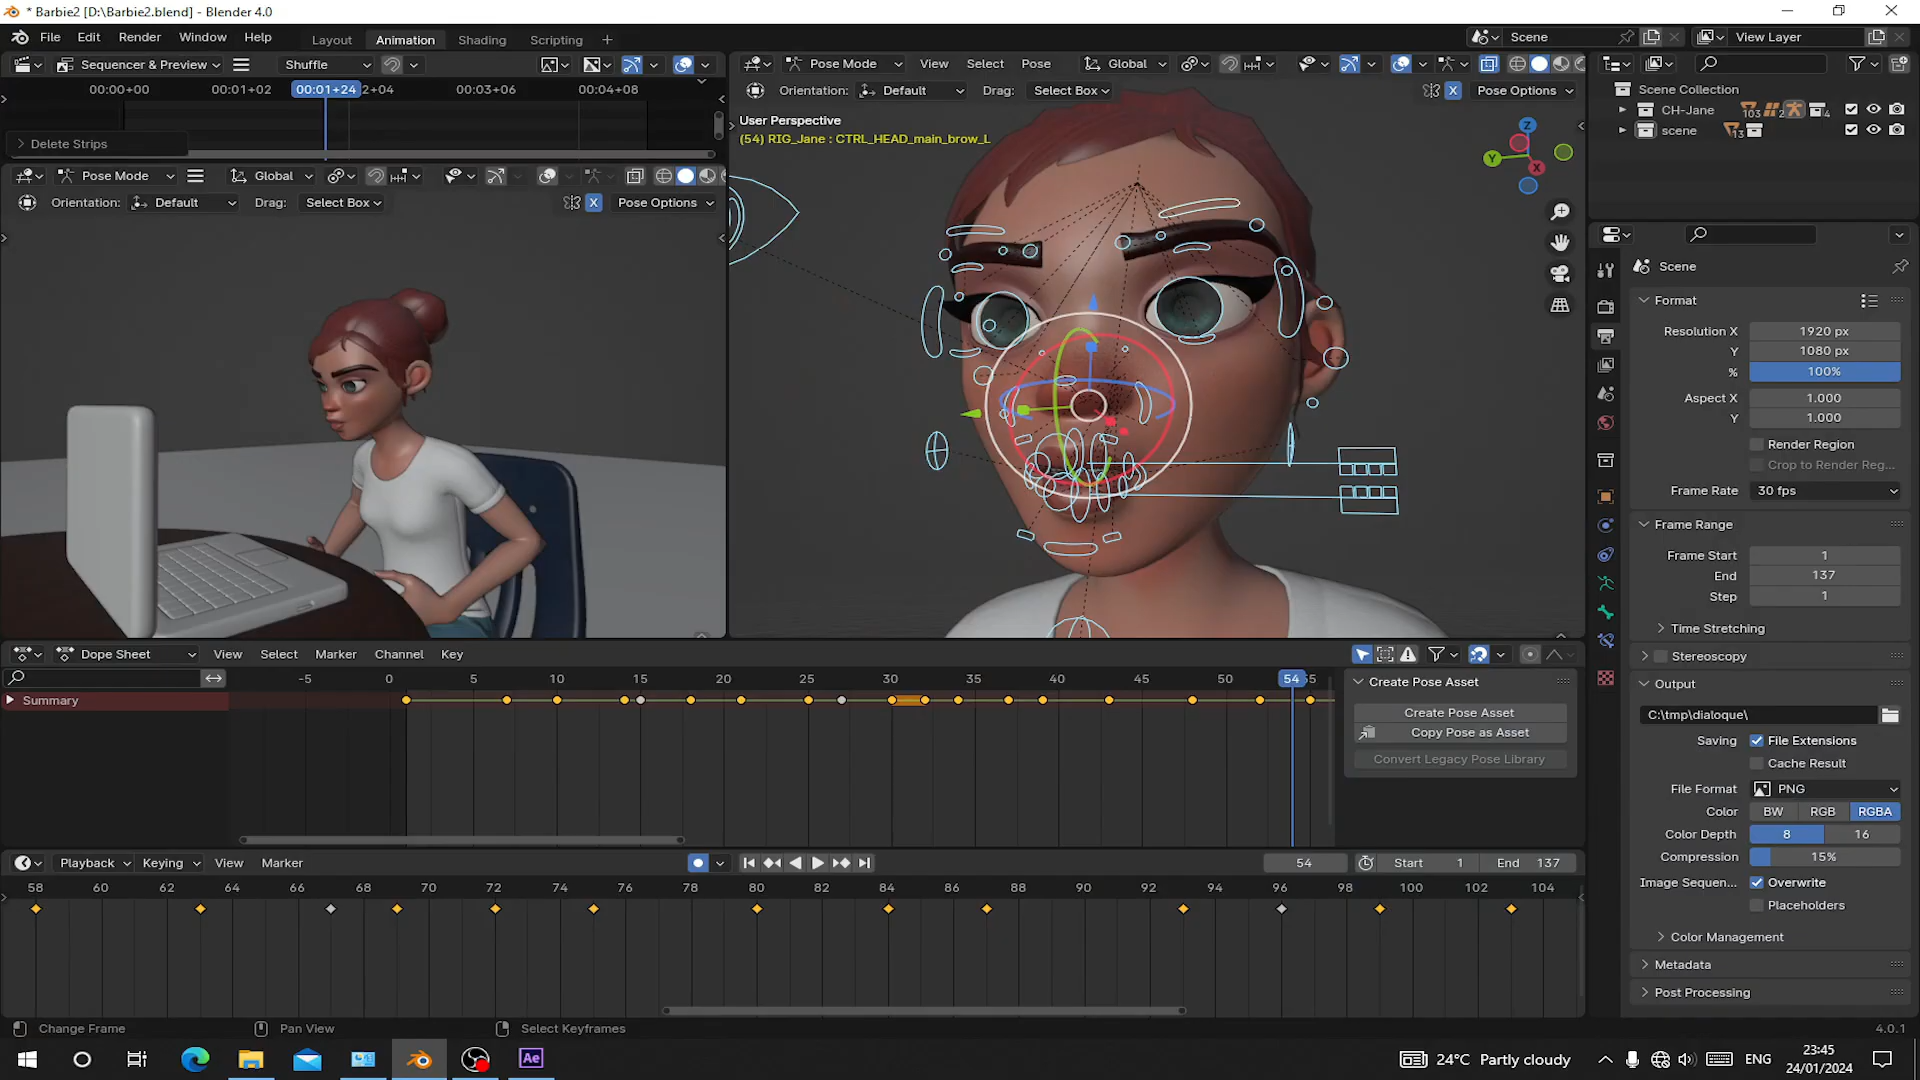 * Barbie2 [D:\Barbie2.blend] - Blender 4.0
File Edit Render Window Help Layout Animation Shading Scripting + Scene View Layer
Sequencer & Preview Shuffle
00:00+00 00:01+02 00:01+24 2+04 00:03+06 00:04+08
Delete Strips
Pose Mode Global
Orientation: Default Drag: Select Box X Pose Options
Pose Mode View Select Pose Global
Orientation: Default Drag: Select Box X Pose Options
User Perspective
(54) RIG_Jane : CTRL_HEAD_main_brow_L
Z
Y
X
Scene Collection
CH-Jane 103 2 4
scene 13
Scene
Format
Resolution X 1920 px
Y 1080 px
% 100%
Aspect X 1.000
Y 1.000
Render Region
Crop to Render Reg...
Frame Rate 30 fps
Frame Range
Frame Start 1
End 137
Step 1
Time Stretching
Stereoscopy
Output
C:\tmp\dialoque\
Saving File Extensions
Cache Result
File Format PNG
Color BW RGB RGBA
Color Depth 8 16
Compression 15%
Image Sequen... Overwrite
Placeholders
Color Management
Metadata
Post Processing
Dope Sheet View Select Marker Channel Key
-5 0 5 10 15 20 25 30 35 40 45 50 54 55
Summary
Create Pose Asset
Create Pose Asset
Copy Pose as Asset
Convert Legacy Pose Library
Playback Keying View Marker 54 Start 1 End 137
58 60 62 64 66 68 70 72 74 76 78 80 82 84 86 88 90 92 94 96 98 100 102 104
Change Frame Pan View Select Keyframes 4.0.1
Ae 24°C Partly cloudy ENG 23:45
24/01/2024